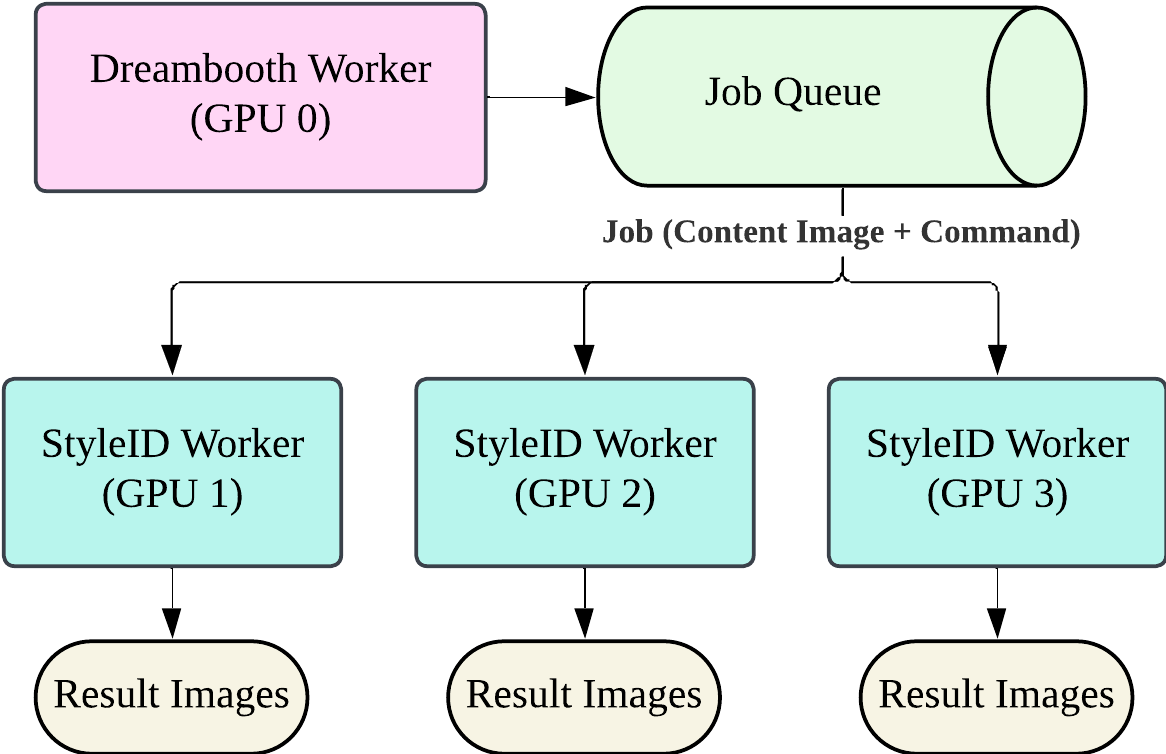 Dreambooth Worker
(GPU 0)
Job Queue
Job (Content Image + Command)
StyleID Worker
(GPU 1)
StyleID Worker
(GPU 2)
StyleID Worker
(GPU 3)
Result Images
Result Images
Result Images